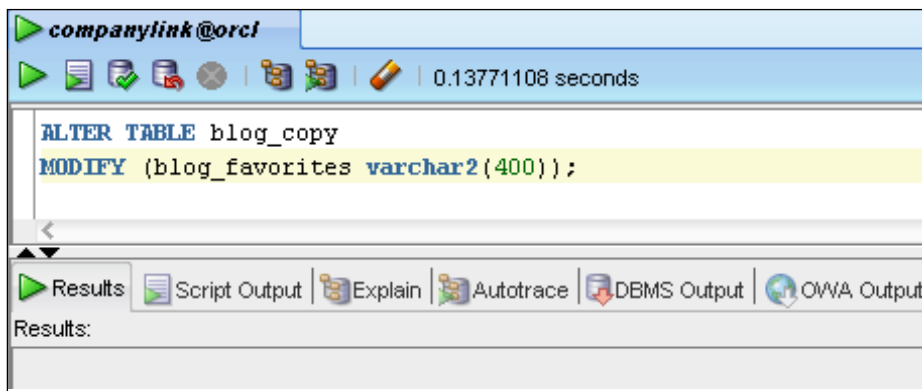 companylink@orcl
0.13771108 seconds
ALTER TABLE blog_copy
MODIFY (blog_favorites varchar2(400));
Results Script Output Explain Autotrace DBMS Output OWA Output
Results: